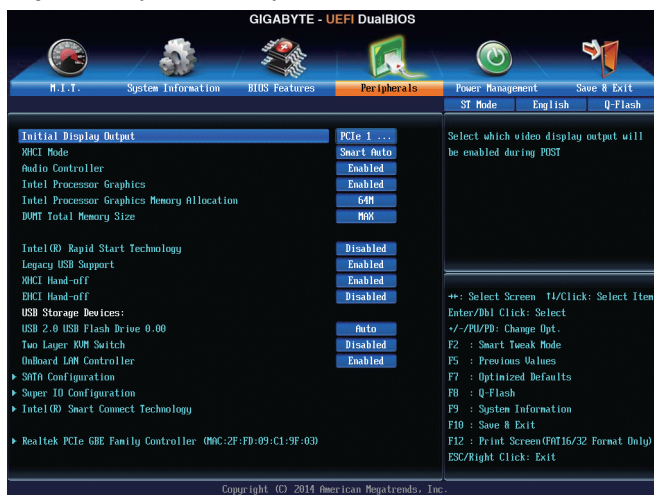 GIGABYTE - UEFI DualBIOS
M.I.T. System Information BIOS Features Peripherals Power Management Save & Exit
ST Mode English Q-Flash
Initial Display Output PCIe 1 ...
XHCI Mode Smart Auto
Audio Controller Enabled
Intel Processor Graphics Enabled
Intel Processor Graphics Memory Allocation 64M
DVMT Total Memory Size MAX
Intel(R) Rapid Start Technology Disabled
Legacy USB Support Enabled
XHCI Hand-off Enabled
EHCI Hand-off Disabled
USB Storage Devices:
USB 2.0 USB Flash Drive 0.00 Auto
Two Layer KVM Switch Disabled
OnBoard LAN Controller Enabled
SATA Configuration
Super IO Configuration
Intel(R) Smart Connect Technology
Realtek PCIe GBE Family Controller (MAC:2F:FD:09:C1:9F:03)
Select which video display output will
be enabled during POST
→←: Select Screen ↑↓/Click: Select Item
Enter/Dbl Click: Select
+/-/PU/PD: Change Opt.
F2 : Smart Tweak Mode
F5 : Previous Values
F7 : Optimized Defaults
F8 : Q-Flash
F9 : System Information
F10 : Save & Exit
F12 : Print Screen(FAT16/32 Format Only)
ESC/Right Click: Exit
Copyright (C) 2014 American Megatrends, Inc.